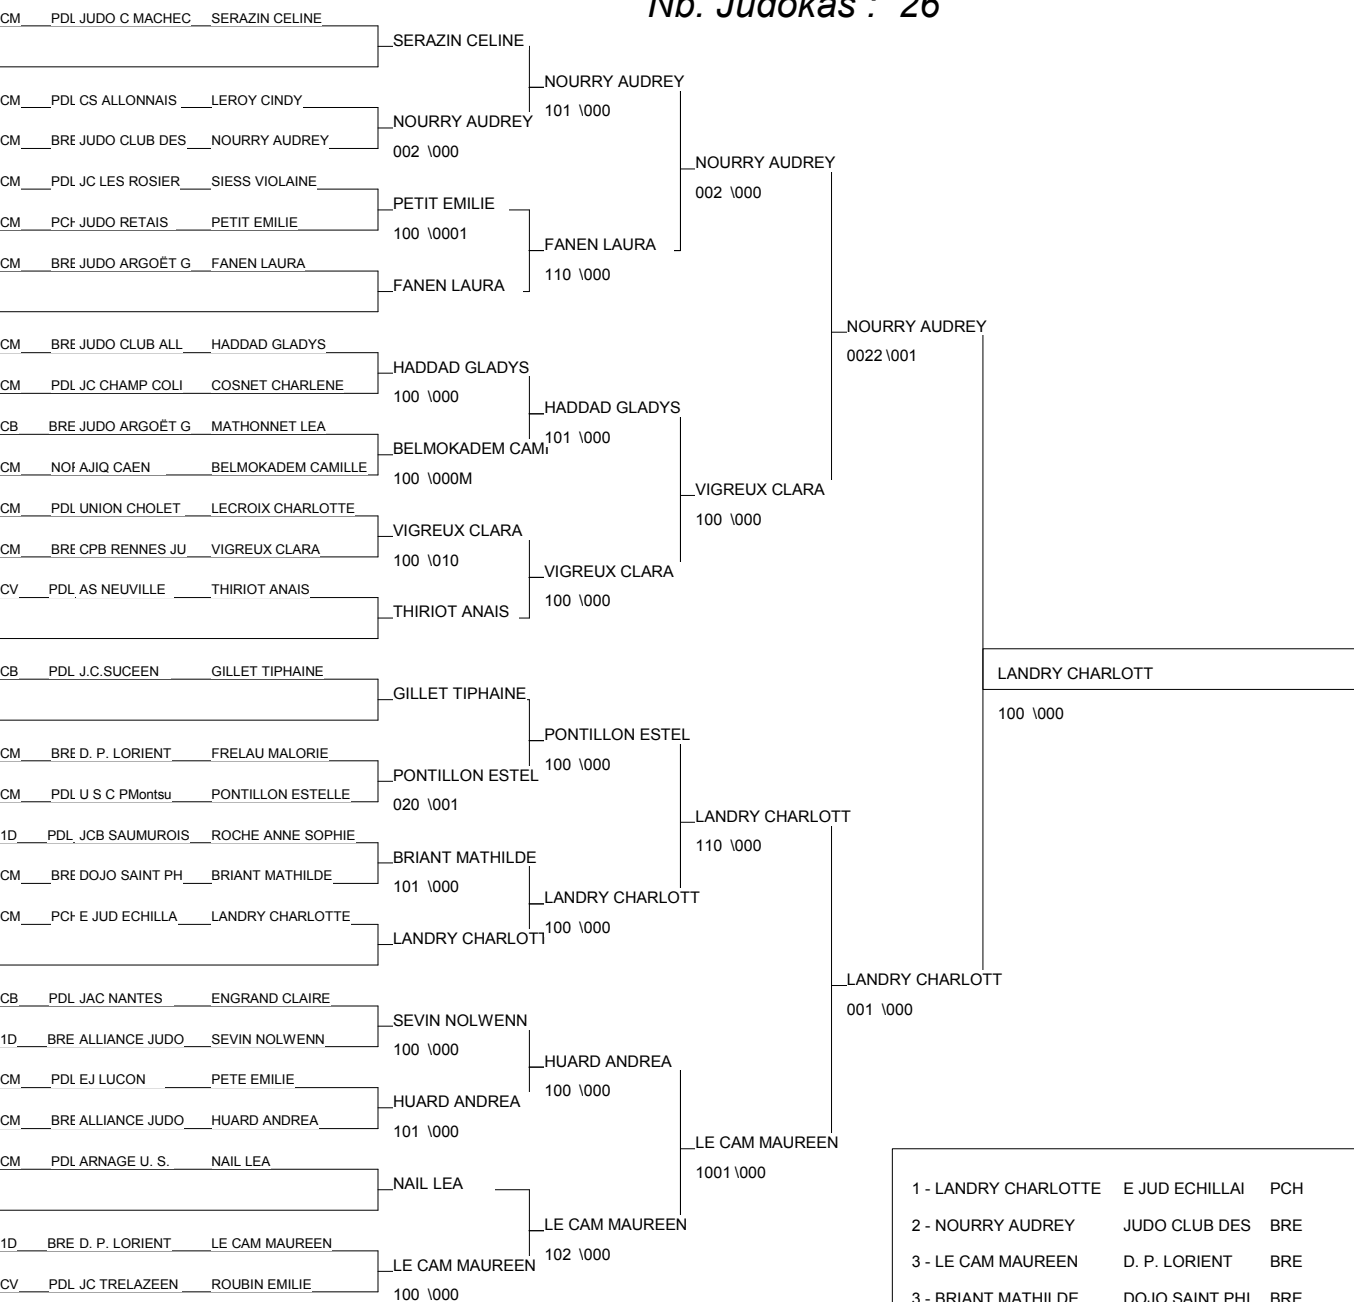 Nb. Judokas : 26
CM PDL JUDO C MACHEC SERAZIN CELINE
SERAZIN CELINE
NOURRY AUDREY
CM PDL CS ALLONNAIS LEROY CINDY
101 \000
NOURRY AUDREY
CM BRE JUDO CLUB DES NOURRY AUDREY
002 \000
NOURRY AUDREY
CM PDL JC LES ROSIER SIESS VIOLAINE
002 \000
PETIT EMILIE
CM PCH JUDO RETAIS PETIT EMILIE
100 \0001
FANEN LAURA
CM BRE JUDO ARGOËT G FANEN LAURA
110 \000
FANEN LAURA
NOURRY AUDREY
CM BRE JUDO CLUB ALL HADDAD GLADYS
0022 \001
HADDAD GLADYS
CM PDL JC CHAMP COLI COSNET CHARLENE
100 \000
HADDAD GLADYS
CB BRE JUDO ARGOËT G MATHONNET LEA
101 \000
BELMOKADEM CAMI
CM NOR AJIQ CAEN BELMOKADEM CAMILLE
100 \000M
VIGREUX CLARA
CM PDL UNION CHOLET LECROIX CHARLOTTE
100 \000
VIGREUX CLARA
CM BRE CPB RENNES JU VIGREUX CLARA
100 \010
VIGREUX CLARA
CV PDL AS NEUVILLE THIRIOT ANAIS
100 \000
THIRIOT ANAIS
CB PDL J.C.SUCEEN GILLET TIPHAINE
LANDRY CHARLOTT
GILLET TIPHAINE
100 \000
PONTILLON ESTEL
CM BRE D. P. LORIENT FRELAU MALORIE
100 \000
PONTILLON ESTEL
CM PDL U S C PMontsu PONTILLON ESTELLE
020 \001
LANDRY CHARLOTT
1D PDL JCB SAUMUROIS ROCHE ANNE SOPHIE
110 \000
BRIANT MATHILDE
CM BRE DOJO SAINT PH BRIANT MATHILDE
101 \000
LANDRY CHARLOTT
CM PCH E JUD ECHILLA LANDRY CHARLOTTE
100 \000
LANDRY CHARLOTT
LANDRY CHARLOTT
CB PDL JAC NANTES ENGRAND CLAIRE
001 \000
SEVIN NOLWENN
1D BRE ALLIANCE JUDO SEVIN NOLWENN
100 \000
HUARD ANDREA
CM PDL EJ LUCON PETE EMILIE
100 \000
HUARD ANDREA
CM BRE ALLIANCE JUDO HUARD ANDREA
101 \000
LE CAM MAUREEN
CM PDL ARNAGE U. S. NAIL LEA
1001 \000
NAIL LEA
LE CAM MAUREEN
1D BRE D. P. LORIENT LE CAM MAUREEN
102 \000
LE CAM MAUREEN
CV PDL JC TRELAZEEN ROUBIN EMILIE
100 \000
1 - LANDRY CHARLOTTE E JUD ECHILLAI PCH
2 - NOURRY AUDREY JUDO CLUB DES BRE
3 - LE CAM MAUREEN D. P. LORIENT BRE
3 - BRIANT MATHILDE DOJO SAINT PHI BRE